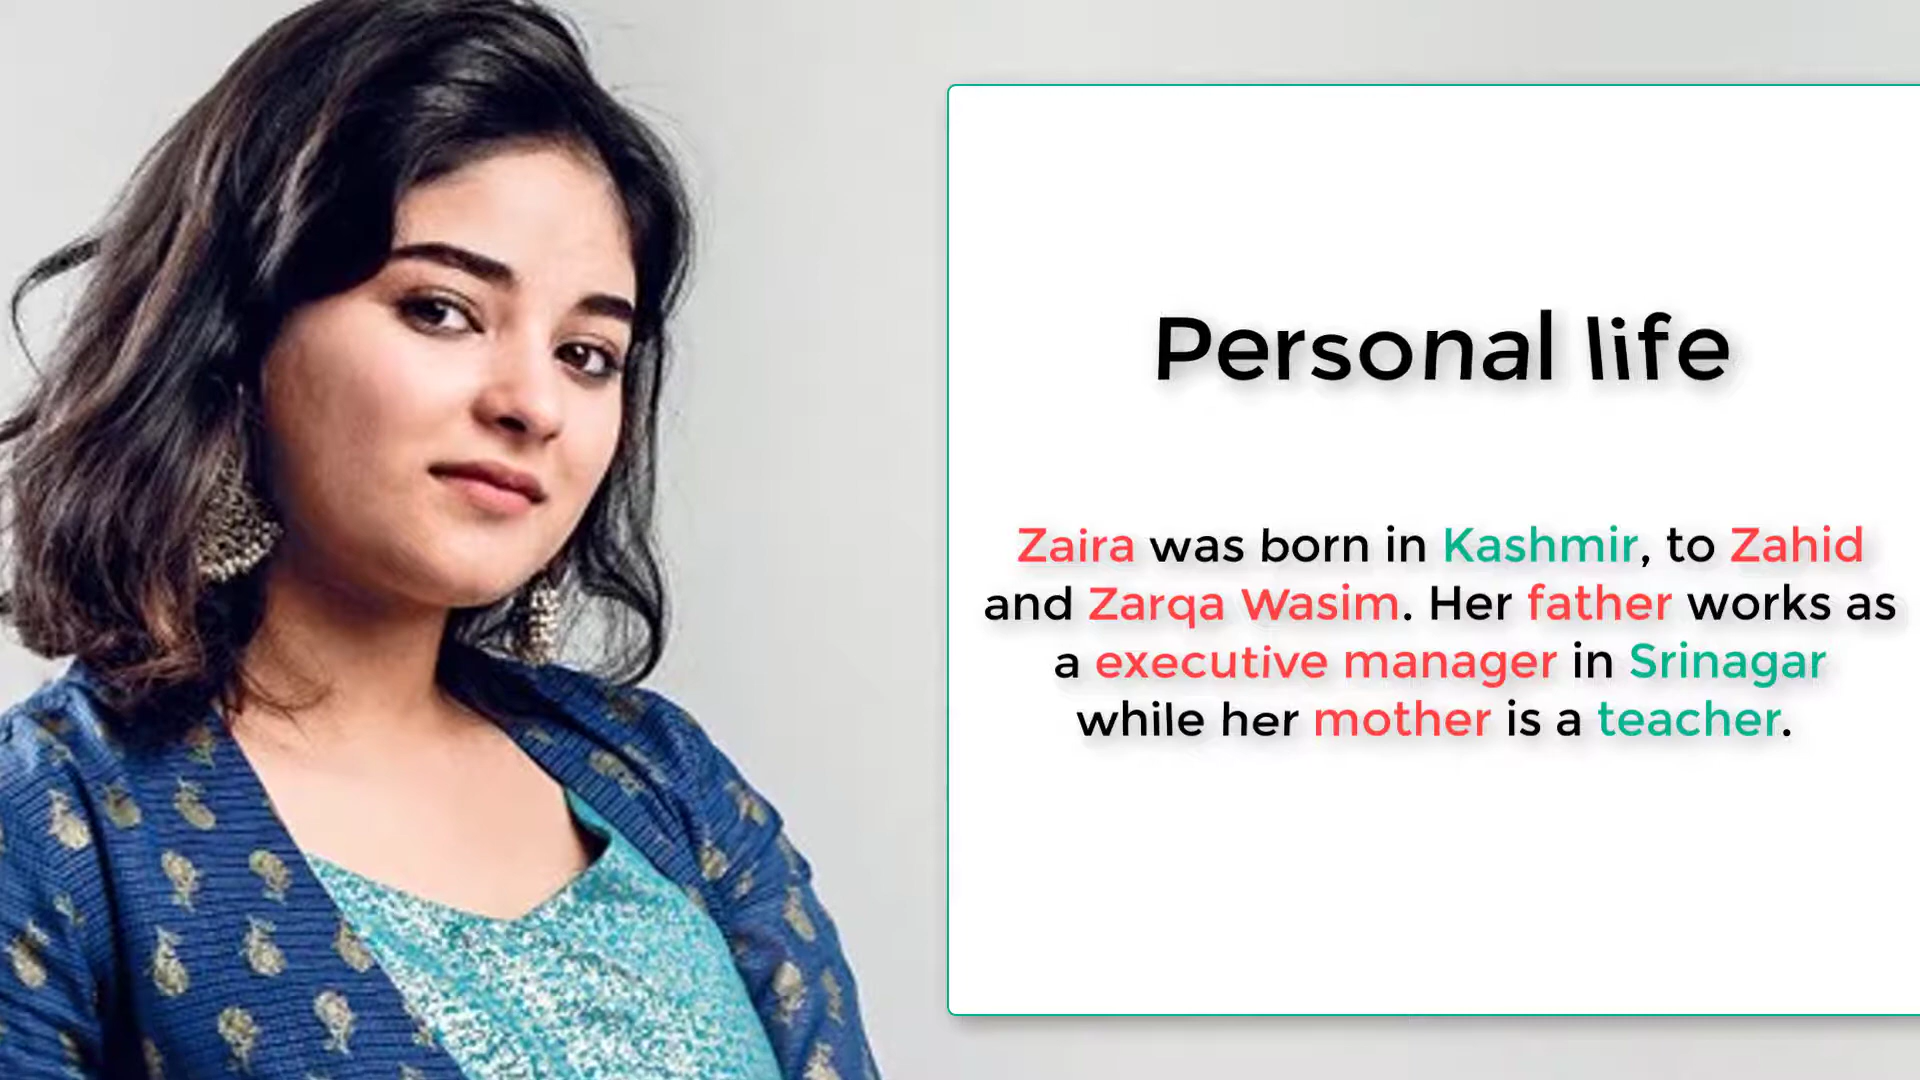 Personal life
Zaira was born in Kashmir, to Zahid
and Zarqa Wasim. Her father works as
a executive manager in Srinagar
while her mother is a teacher.